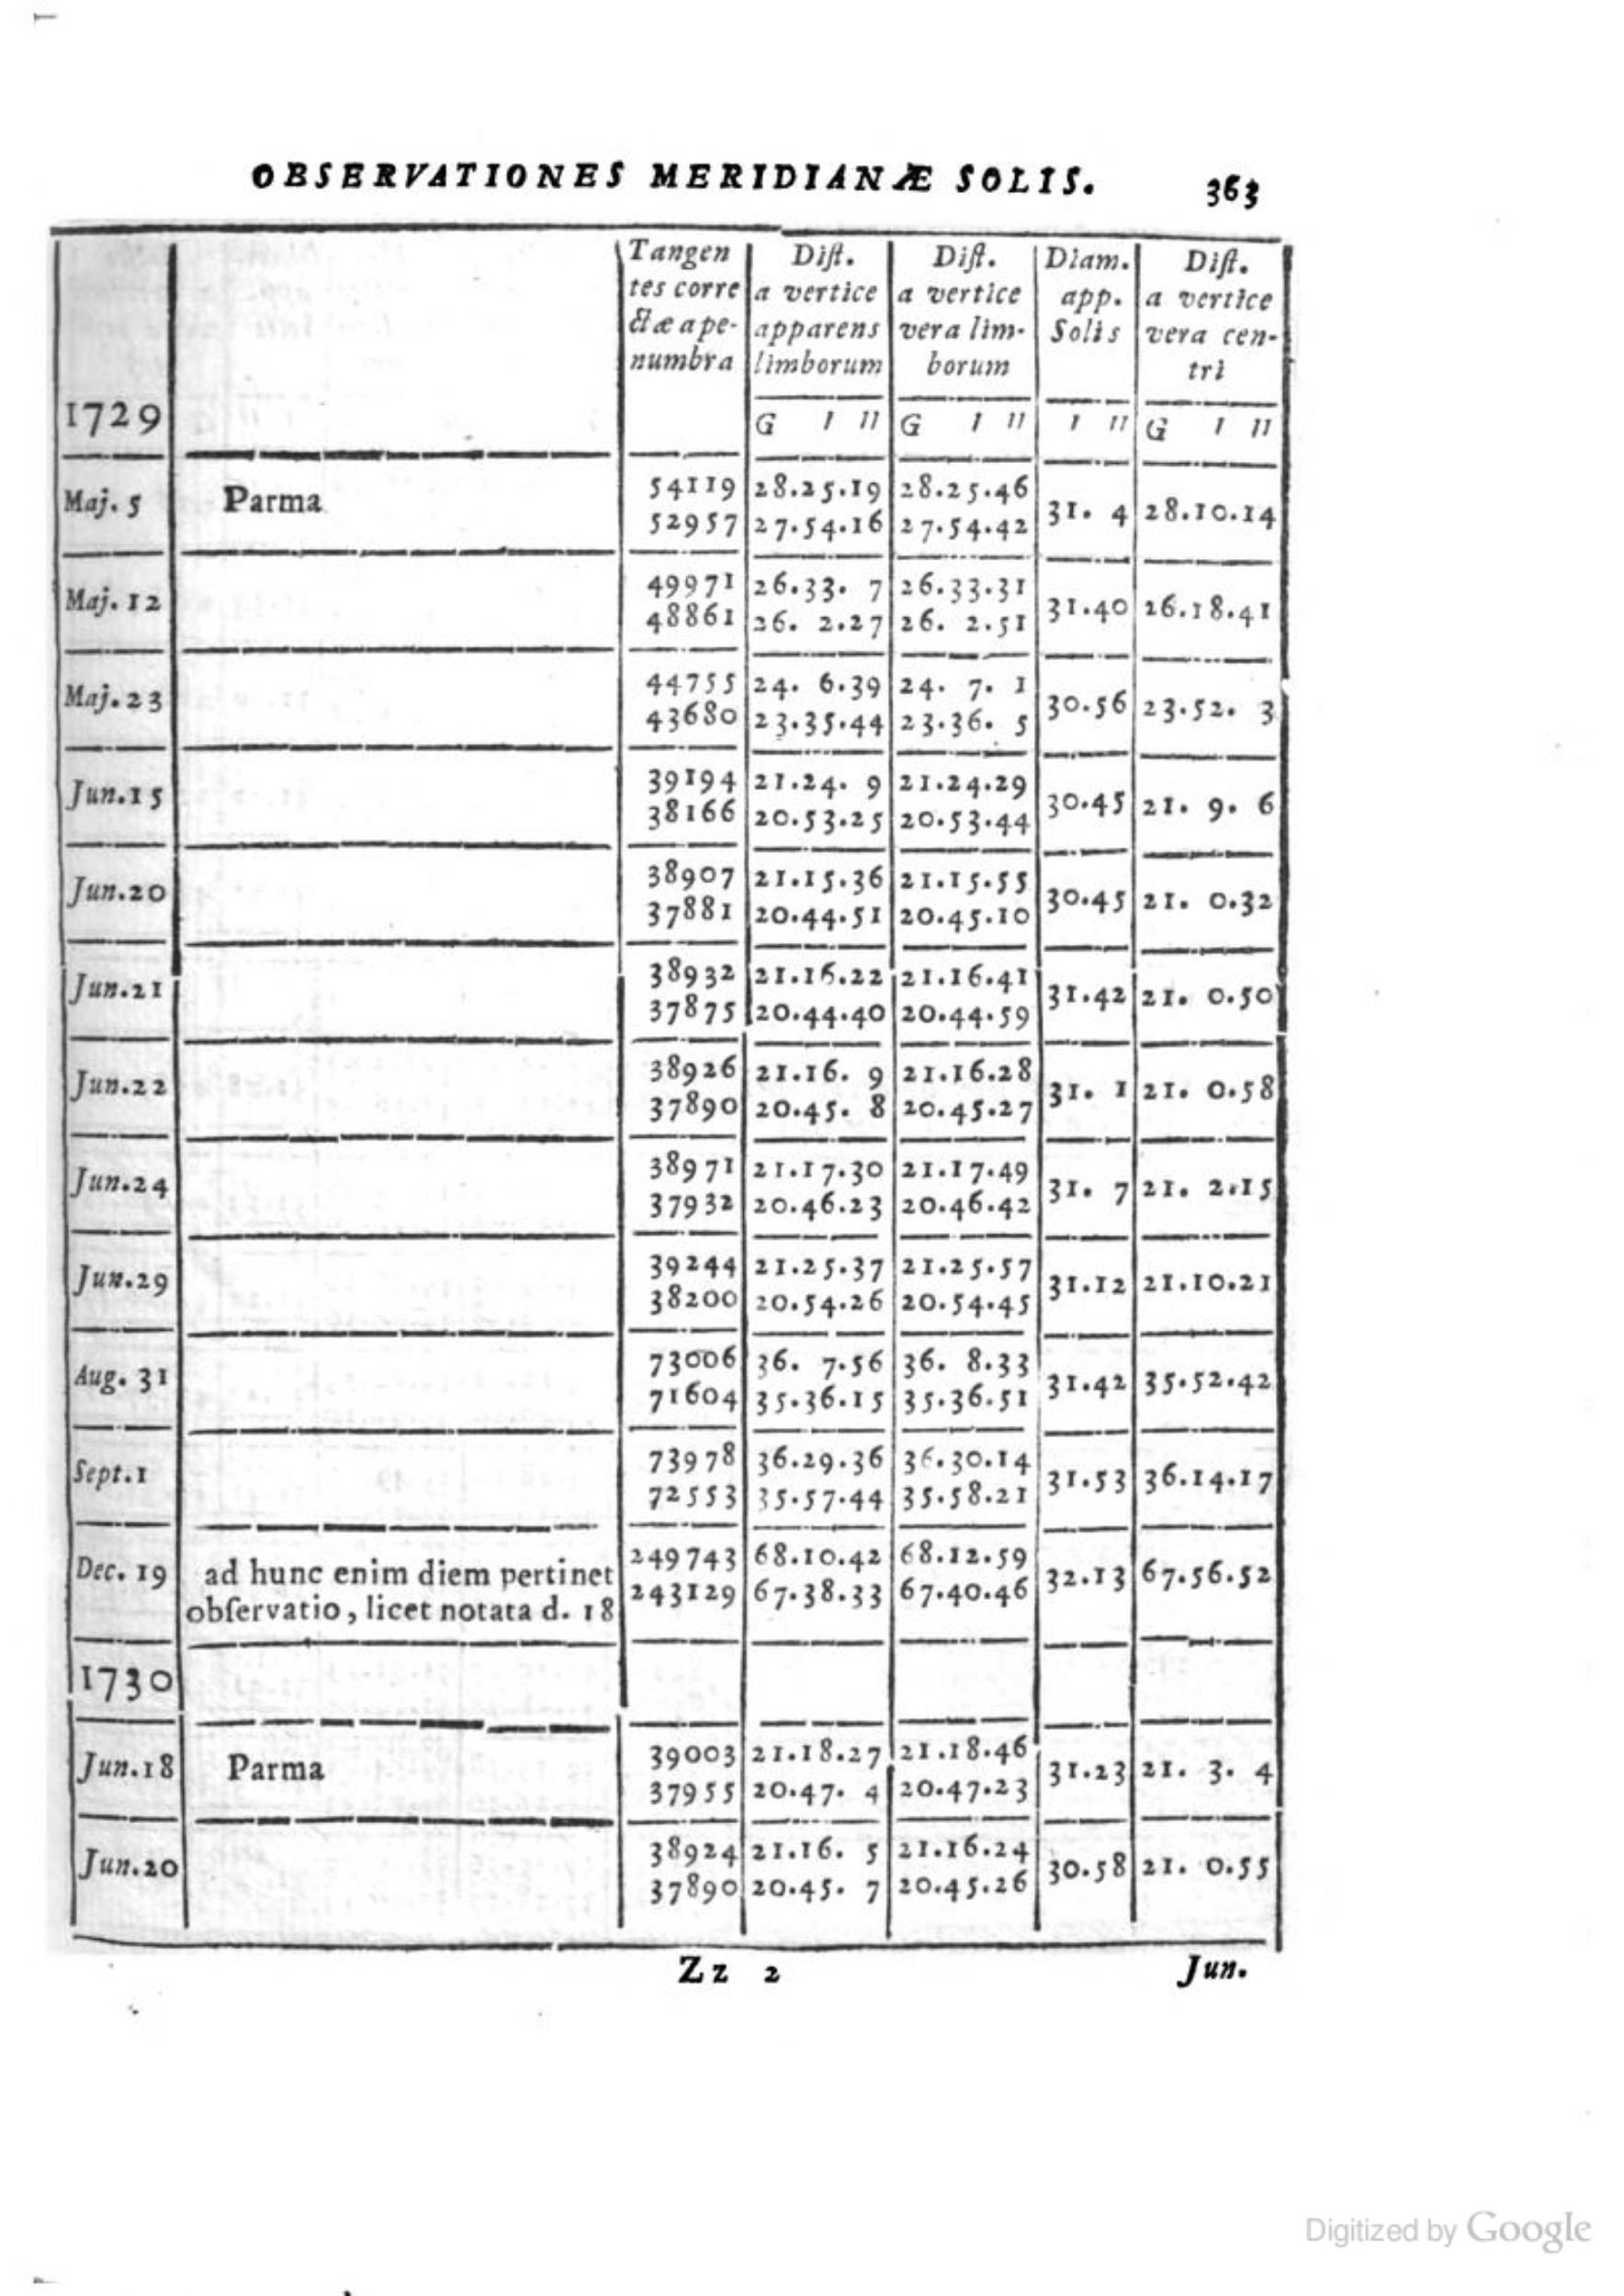 OBSERVATIONES MERIDIANÆ SOLIS. 363
Tangen Diſt. Diſt. Diam. Diſt.
tes corre a vertice a vertice app. a vertice
ctæ a pe- apparens vera lim- Solis vera cen-
numbra limborum borum tri
1729 G I II G I II I II G I II
Maj. 5 Parma 54119 28.25.19 28.25.46 31. 4 28.10.14
52957 27.54.16 27.54.42
Maj. 12 49971 26.33. 7 26.33.31 31.40 26.18.41
48861 26. 2.27 26. 2.51
Maj. 23 44755 24. 6.39 24. 7. 1 30.56 23.52. 3
43680 23.35.44 23.36. 5
Jun. 15 39194 21.24. 9 21.24.29 30.45 21. 9. 6
38166 20.53.25 20.53.44
Jun. 20 38907 21.15.36 21.15.55 30.45 21. 0.32
37881 20.44.51 20.45.10
Jun. 21 38932 21.16.22 21.16.41 31.42 21. 0.50
37875 20.44.40 20.44.59
Jun. 22 38926 21.16. 9 21.16.28 31. 1 21. 0.58
37890 20.45. 8 20.45.27
Jun. 24 38971 21.17.30 21.17.49 31. 7 21. 2.15
37932 20.46.23 20.46.42
Jun. 29 39244 21.25.37 21.25.57 31.12 21.10.21
38200 20.54.26 20.54.45
Aug. 31 73006 36. 7.56 36. 8.33 31.42 35.52.42
71604 35.36.15 35.36.51
Sept. 1 73978 36.29.36 36.30.14 31.53 36.14.17
72553 35.57.44 35.58.21
Dec. 19 ad hunc enim diem pertinet 249743 68.10.42 68.12.59 32.13 67.56.52
obſervatio, licet notata d. 18 243129 67.38.33 67.40.46
1730
Jun. 18 Parma 39003 21.18.27 21.18.46 31.23 21. 3. 4
37955 20.47. 4 20.47.23
Jun. 20 38924 21.16. 5 21.16.24 30.58 21. 0.55
37890 20.45. 7 20.45.26
Zz 2 Jun.
Digitized by Google